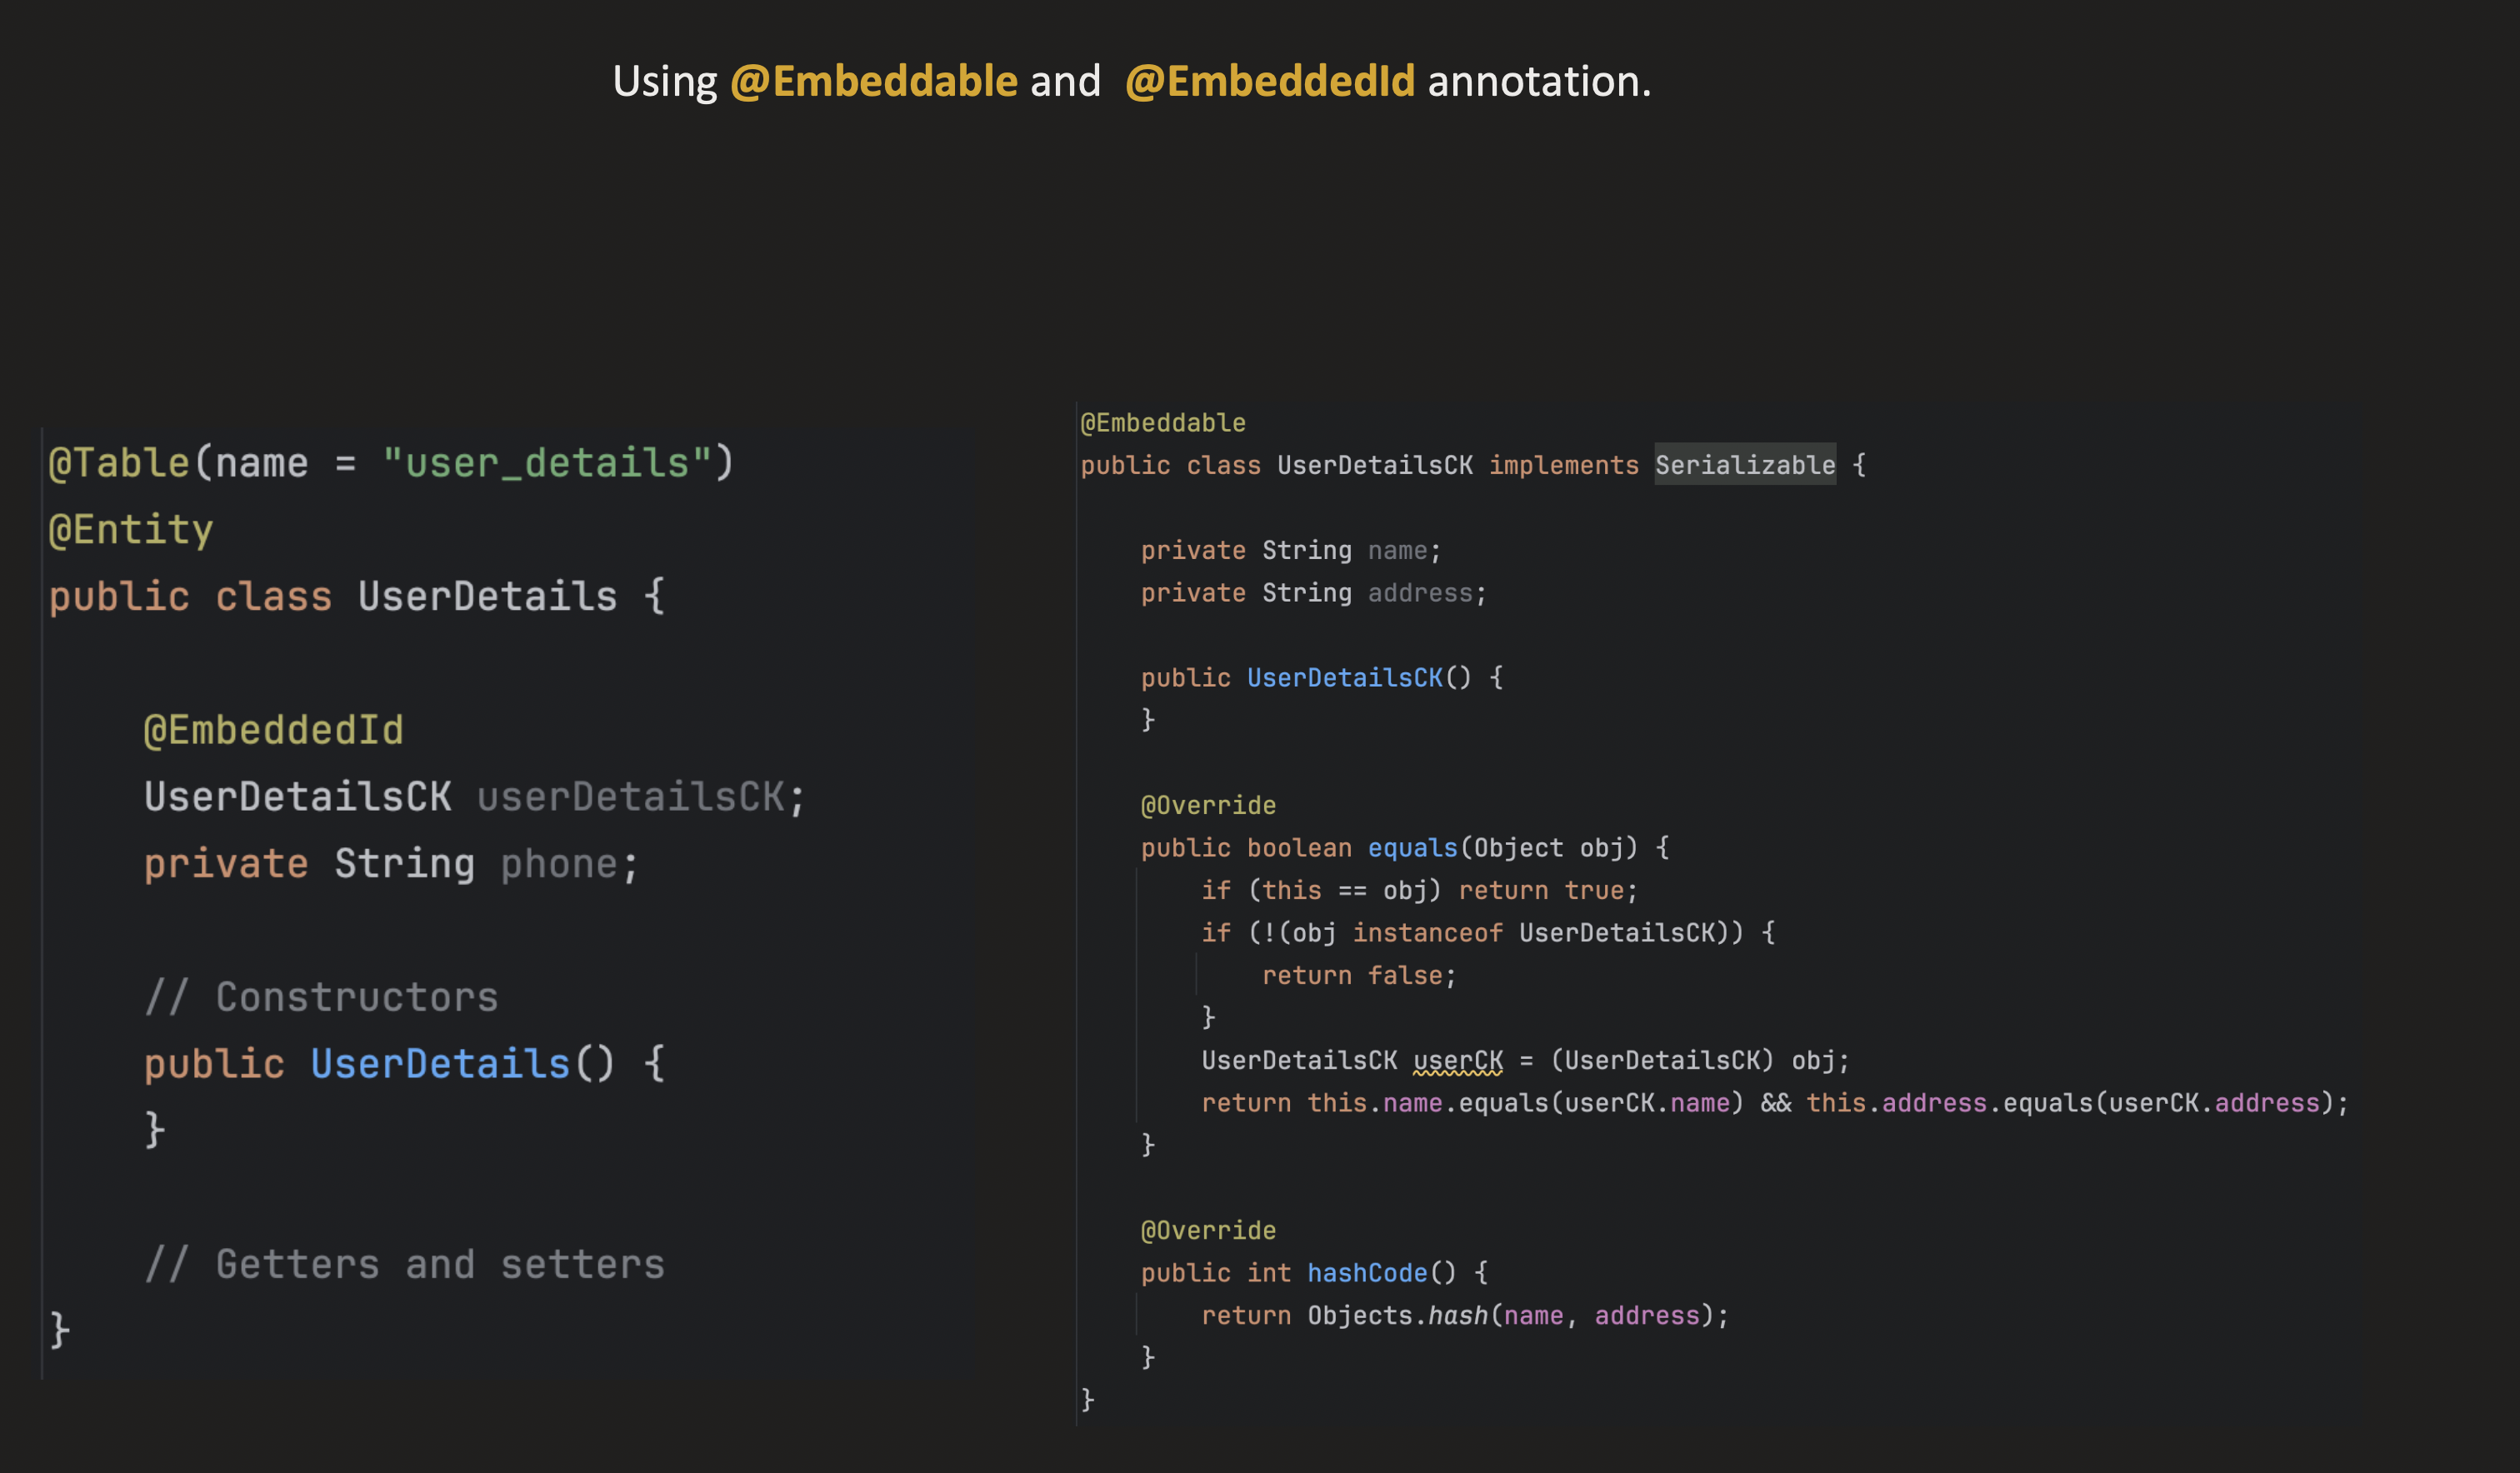 Using @Embeddable and @EmbeddedId annotation.
@Table(name = "user_details")
@Entity
public class UserDetails {
@EmbeddedId
UserDetailsCK userDetailsCK;
private String phone;
// Constructors
public UserDetails() {
}
// Getters and setters
}
@Embeddable
public class UserDetailsCK implements Serializable {
private String name;
private String address;
public UserDetailsCK() {
}
@Override
public boolean equals(Object obj) {
if (this == obj) return true;
if (!(obj instanceof UserDetailsCK)) {
return false;
}
UserDetailsCK userCK = (UserDetailsCK) obj;
return this.name.equals(userCK.name) && this.address.equals(userCK.address);
}
@Override
public int hashCode() {
return Objects.hash(name, address);
}
}